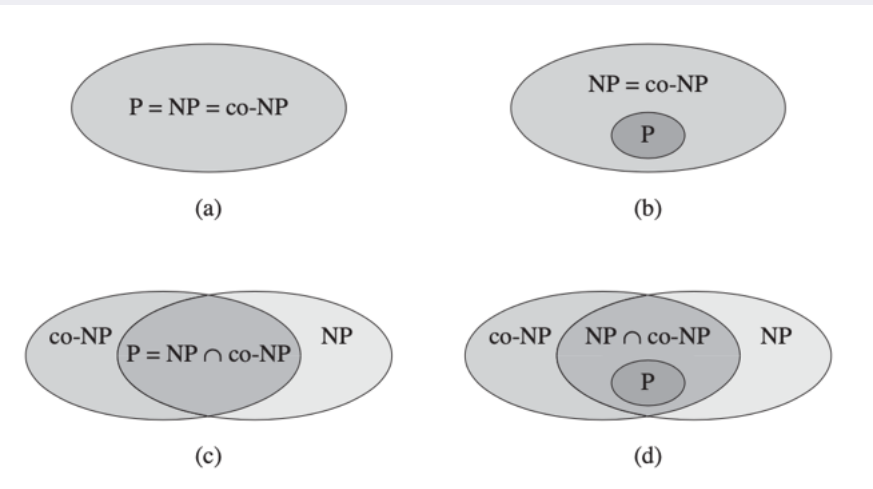 P = NP = co-NP
(a)
NP = co-NP
P
(b)
co-NP
P = NP ∩ co-NP
NP
(c)
co-NP
NP ∩ co-NP
NP
P
(d)